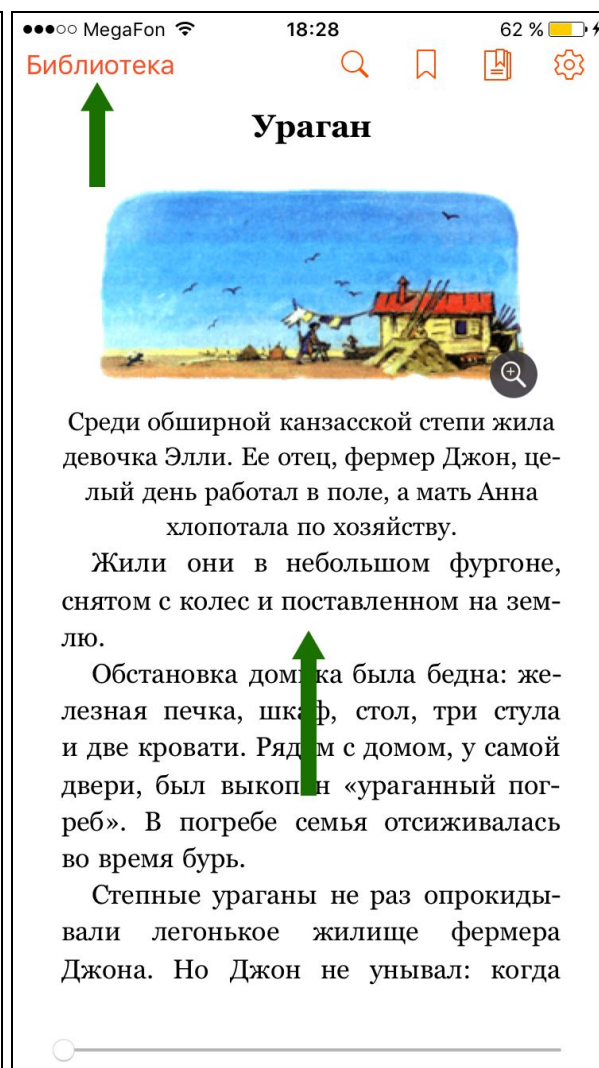 MegaFon 18:28 62 %
Библиотека
Ураган
Среди обширной канзасской степи жила
девочка Элли. Ее отец, фермер Джон, це-
лый день работал в поле, а мать Анна
хлопотала по хозяйству.
Жили они в небольшом фургоне,
снятом с колес и поставленном на зем-
лю.
Обстановка домика была бедна: же-
лезная печка, шкаф, стол, три стула
и две кровати. Рядом с домом, у самой
двери, был выкопан «ураганный пог-
реб». В погребе семья отсиживалась
во время бурь.
Степные ураганы не раз опрокиды-
вали легонькое жилище фермера
Джона. Но Джон не унывал: когда